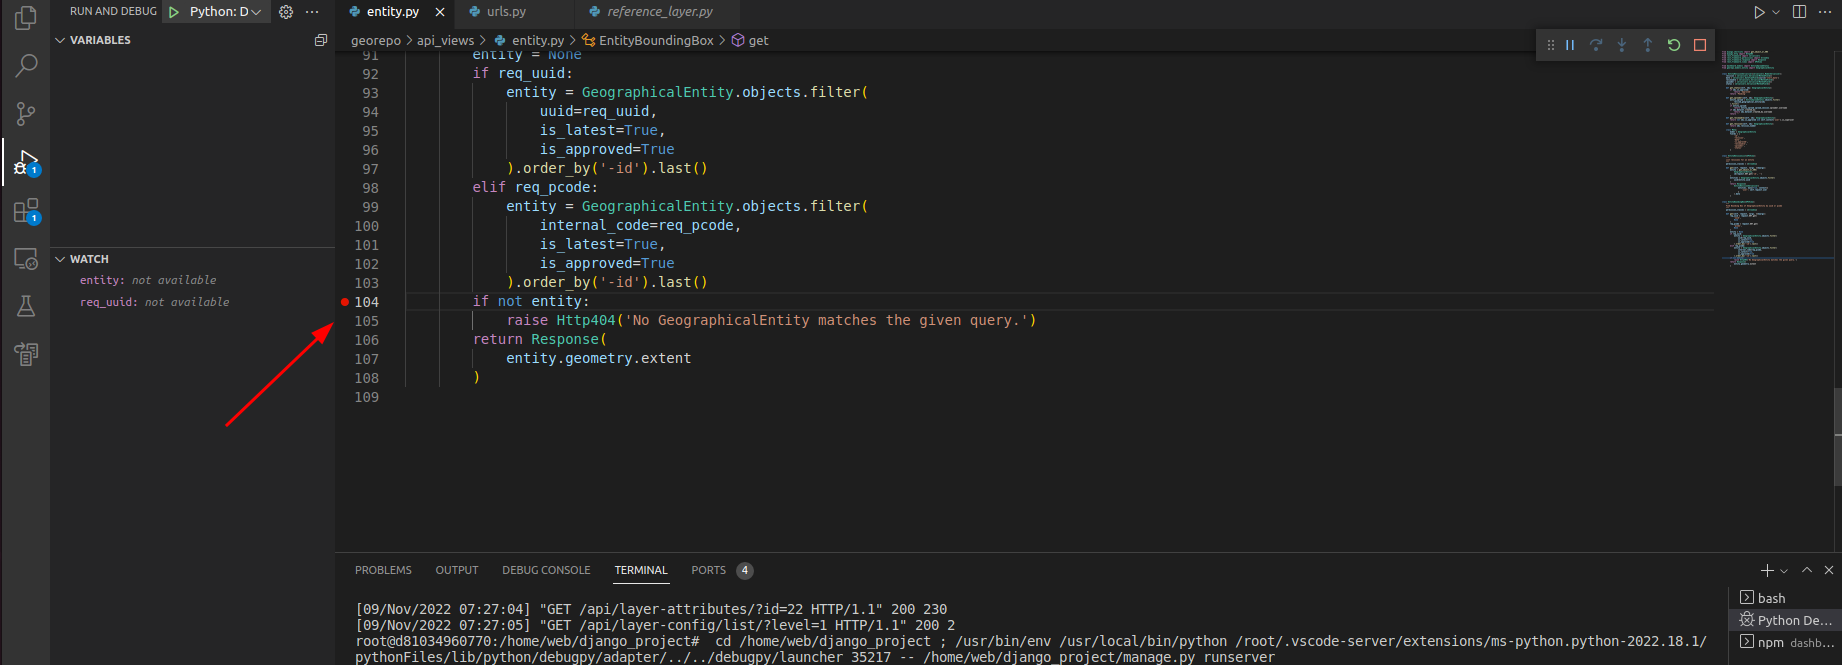 RUN AND DEBUG Python: D
entity.py urls.py reference_layer.py
VARIABLES
georepo > api_views > entity.py > EntityBoundingBox > get
91 entity = None
92 if req_uuid:
93 entity = GeographicalEntity.objects.filter(
94 uuid=req_uuid,
95 is_latest=True,
96 is_approved=True
97 ).order_by('-id').last()
98 elif req_pcode:
99 entity = GeographicalEntity.objects.filter(
100 internal_code=req_pcode,
101 is_latest=True,
102 is_approved=True
103 ).order_by('-id').last()
104 if not entity:
105 raise Http404('No GeographicalEntity matches the given query.')
106 return Response(
107 entity.geometry.extent
108 )
109
1
1
WATCH
entity: not available
req_uuid: not available
PROBLEMS OUTPUT DEBUG CONSOLE TERMINAL PORTS 4
[09/Nov/2022 07:27:04] "GET /api/layer-attributes/?id=22 HTTP/1.1" 200 230
[09/Nov/2022 07:27:05] "GET /api/layer-config/list/?level=1 HTTP/1.1" 200 2
root@d81034960770:/home/web/django_project# cd /home/web/django_project ; /usr/bin/env /usr/local/bin/python /root/.vscode-server/extensions/ms-python.python-2022.18.1/
pythonFiles/lib/python/debugpy/adapter/../../debugpy/launcher 35217 -- /home/web/django_project/manage.py runserver
bash
Python De...
npm dashb...